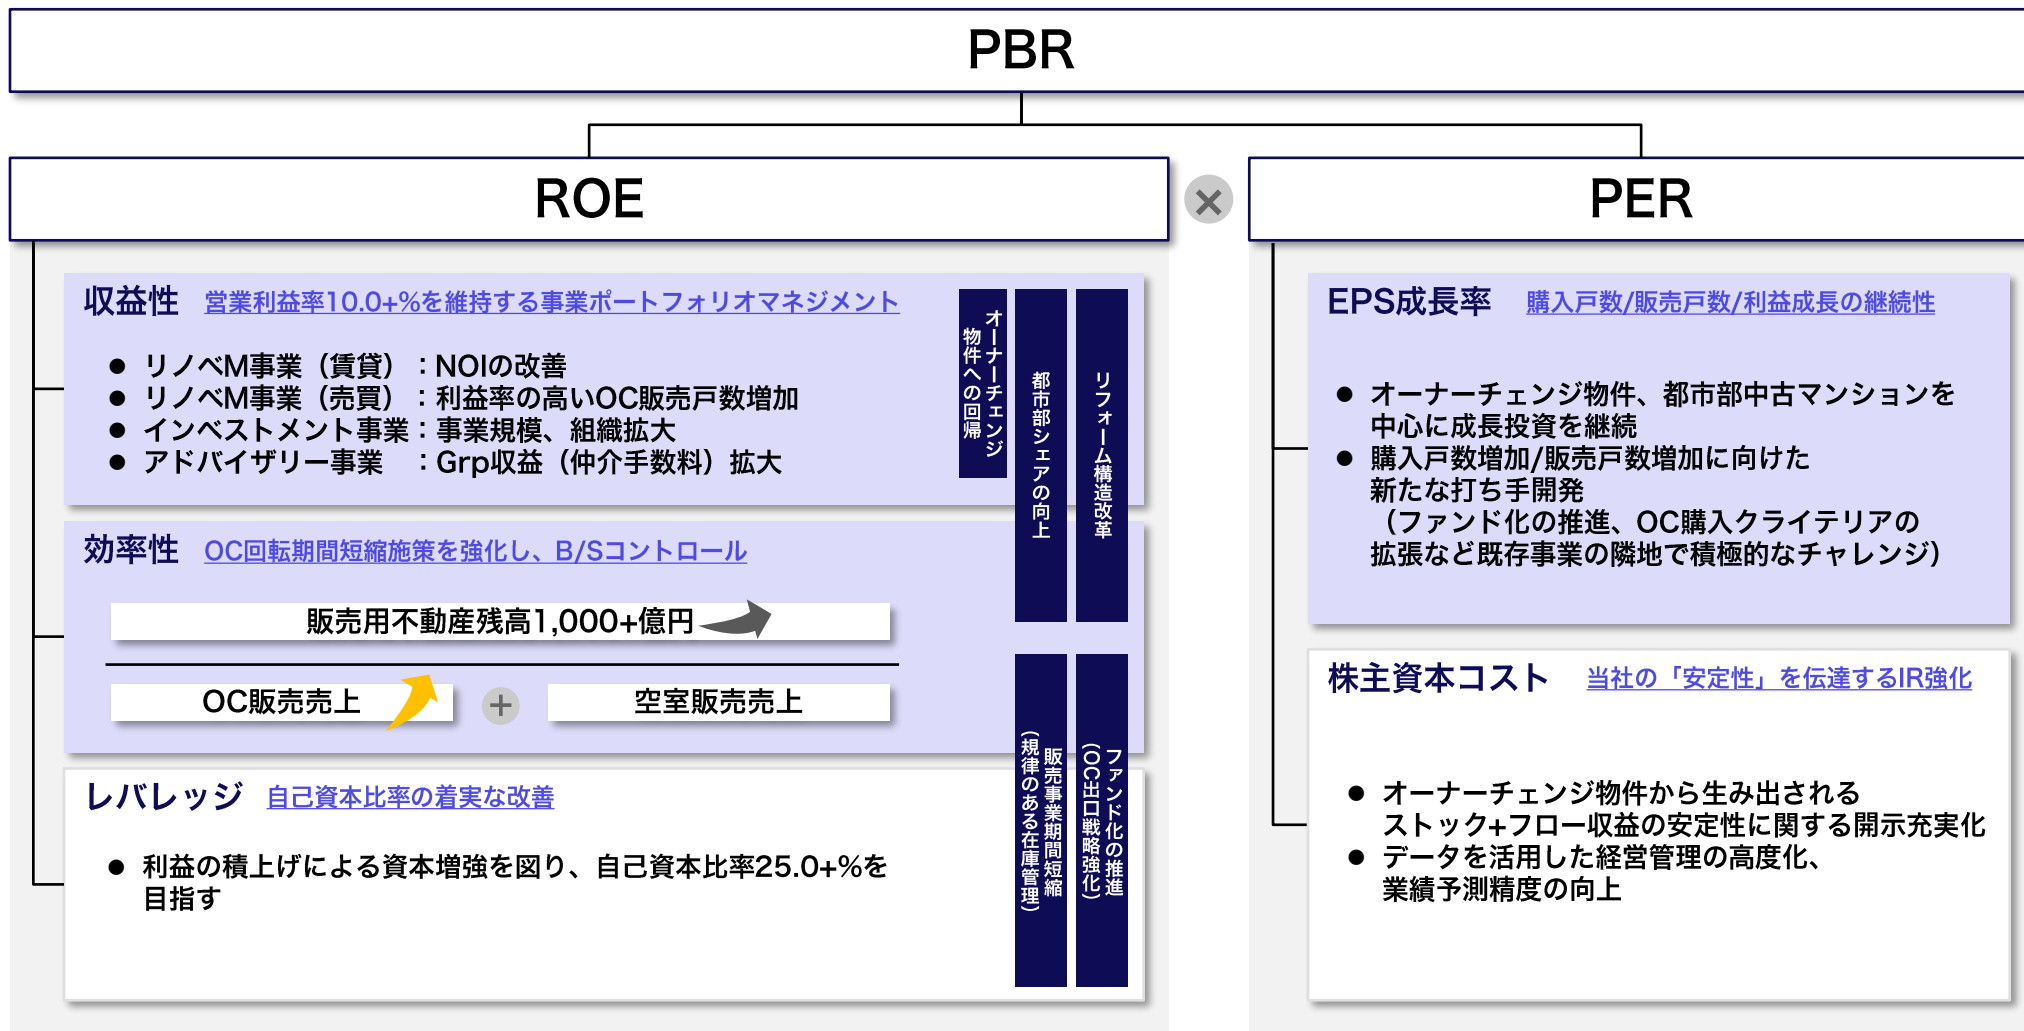 PBR
ROE
×
PER
収益性
営業利益率10.0+%を維持する事業ポートフォリオマネジメント
● リノベM事業（賃貸）：NOIの改善
● リノベM事業（売買）：利益率の高いOC販売戸数増加
● インベストメント事業：事業規模、組織拡大
● アドバイザリー事業　：Grp収益（仲介手数料）拡大
オーナーチェンジ
物件への回帰
都市部シェアの向上
リフォーム構造改革
効率性
OC回転期間短縮施策を強化し、B/Sコントロール
販売用不動産残高1,000+億円
OC販売売上
+
空室販売売上
販売事業期間短縮
(規律のある在庫管理)
ファンド化の推進
(OC出口戦略強化)
レバレッジ
自己資本比率の着実な改善
● 利益の積上げによる資本増強を図り、自己資本比率25.0+%を
目指す
EPS成長率
購入戸数/販売戸数/利益成長の継続性
● オーナーチェンジ物件、都市部中古マンションを
中心に成長投資を継続
● 購入戸数増加/販売戸数増加に向けた
新たな打ち手開発
（ファンド化の推進、OC購入クライテリアの
拡張など既存事業の隣地で積極的なチャレンジ）
株主資本コスト
当社の「安定性」を伝達するIR強化
● オーナーチェンジ物件から生み出される
ストック+フロー収益の安定性に関する開示充実化
● データを活用した経営管理の高度化、
業績予測精度の向上